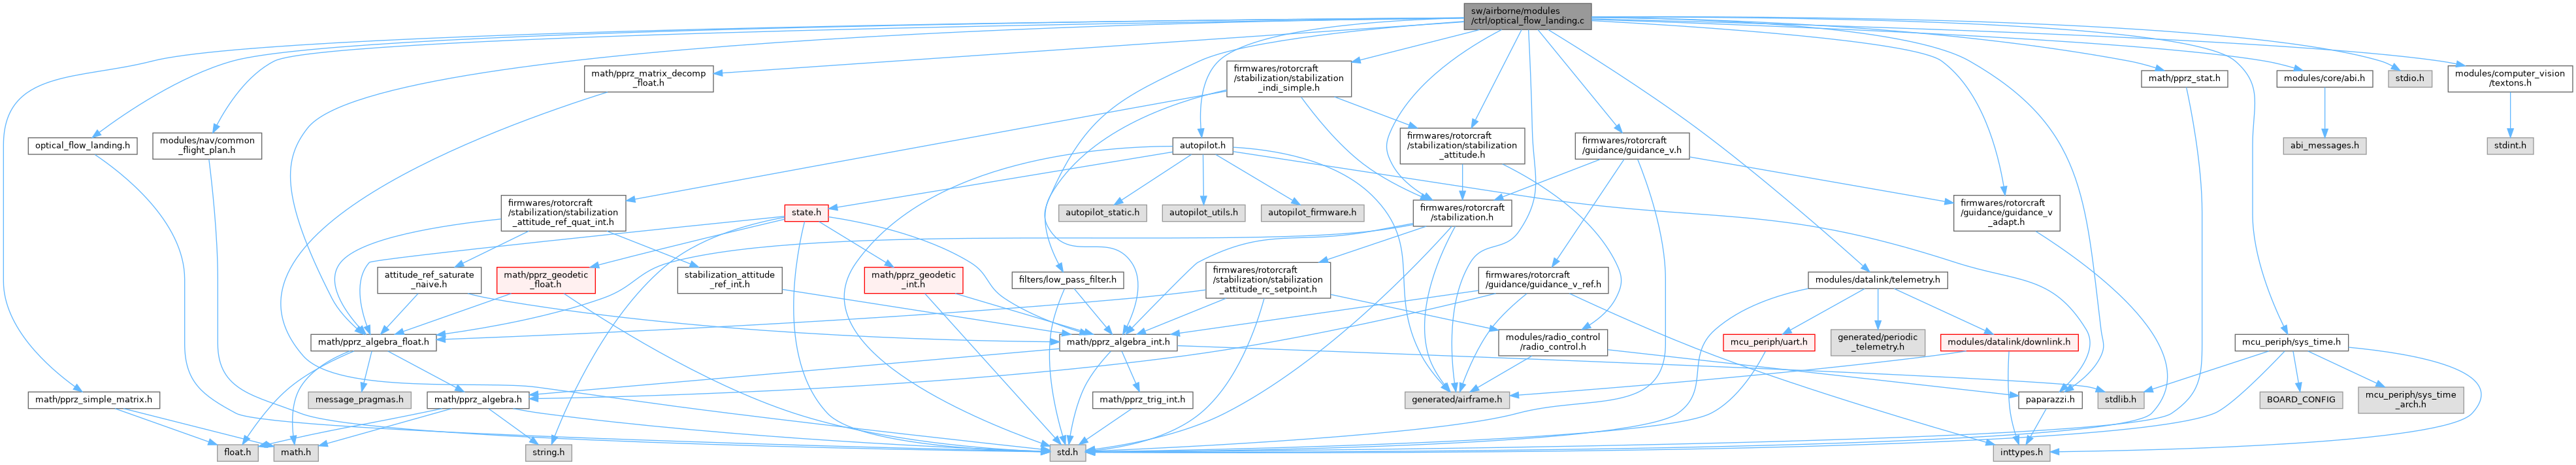 sw/airborne/modules
/ctrl/optical_flow_landing.c
math/pprz_matrix_decomp
_float.h
firmwares/rotorcraft
/stabilization/stabilization
_indi_simple.h
math/pprz_stat.h
modules/core/abi.h
stdio.h
modules/computer_vision
/textons.h
optical_flow_landing.h
modules/nav/common
_flight_plan.h
autopilot.h
firmwares/rotorcraft
/stabilization/stabilization
_attitude.h
firmwares/rotorcraft
/guidance/guidance_v.h
abi_messages.h
stdint.h
firmwares/rotorcraft
/stabilization/stabilization
_attitude_ref_quat_int.h
state.h
autopilot_static.h
autopilot_utils.h
autopilot_firmware.h
firmwares/rotorcraft
/stabilization.h
firmwares/rotorcraft
/guidance/guidance_v
_adapt.h
attitude_ref_saturate
_naive.h
math/pprz_geodetic
_float.h
stabilization_attitude
_ref_int.h
math/pprz_geodetic
_int.h
filters/low_pass_filter.h
firmwares/rotorcraft
/stabilization/stabilization
_attitude_rc_setpoint.h
firmwares/rotorcraft
/guidance/guidance_v_ref.h
modules/datalink/telemetry.h
math/pprz_algebra_float.h
math/pprz_algebra_int.h
modules/radio_control
/radio_control.h
mcu_periph/uart.h
generated/periodic
_telemetry.h
modules/datalink/downlink.h
mcu_periph/sys_time.h
math/pprz_simple_matrix.h
message_pragmas.h
math/pprz_algebra.h
math/pprz_trig_int.h
generated/airframe.h
paparazzi.h
stdlib.h
BOARD_CONFIG
mcu_periph/sys_time
_arch.h
float.h
math.h
string.h
std.h
inttypes.h